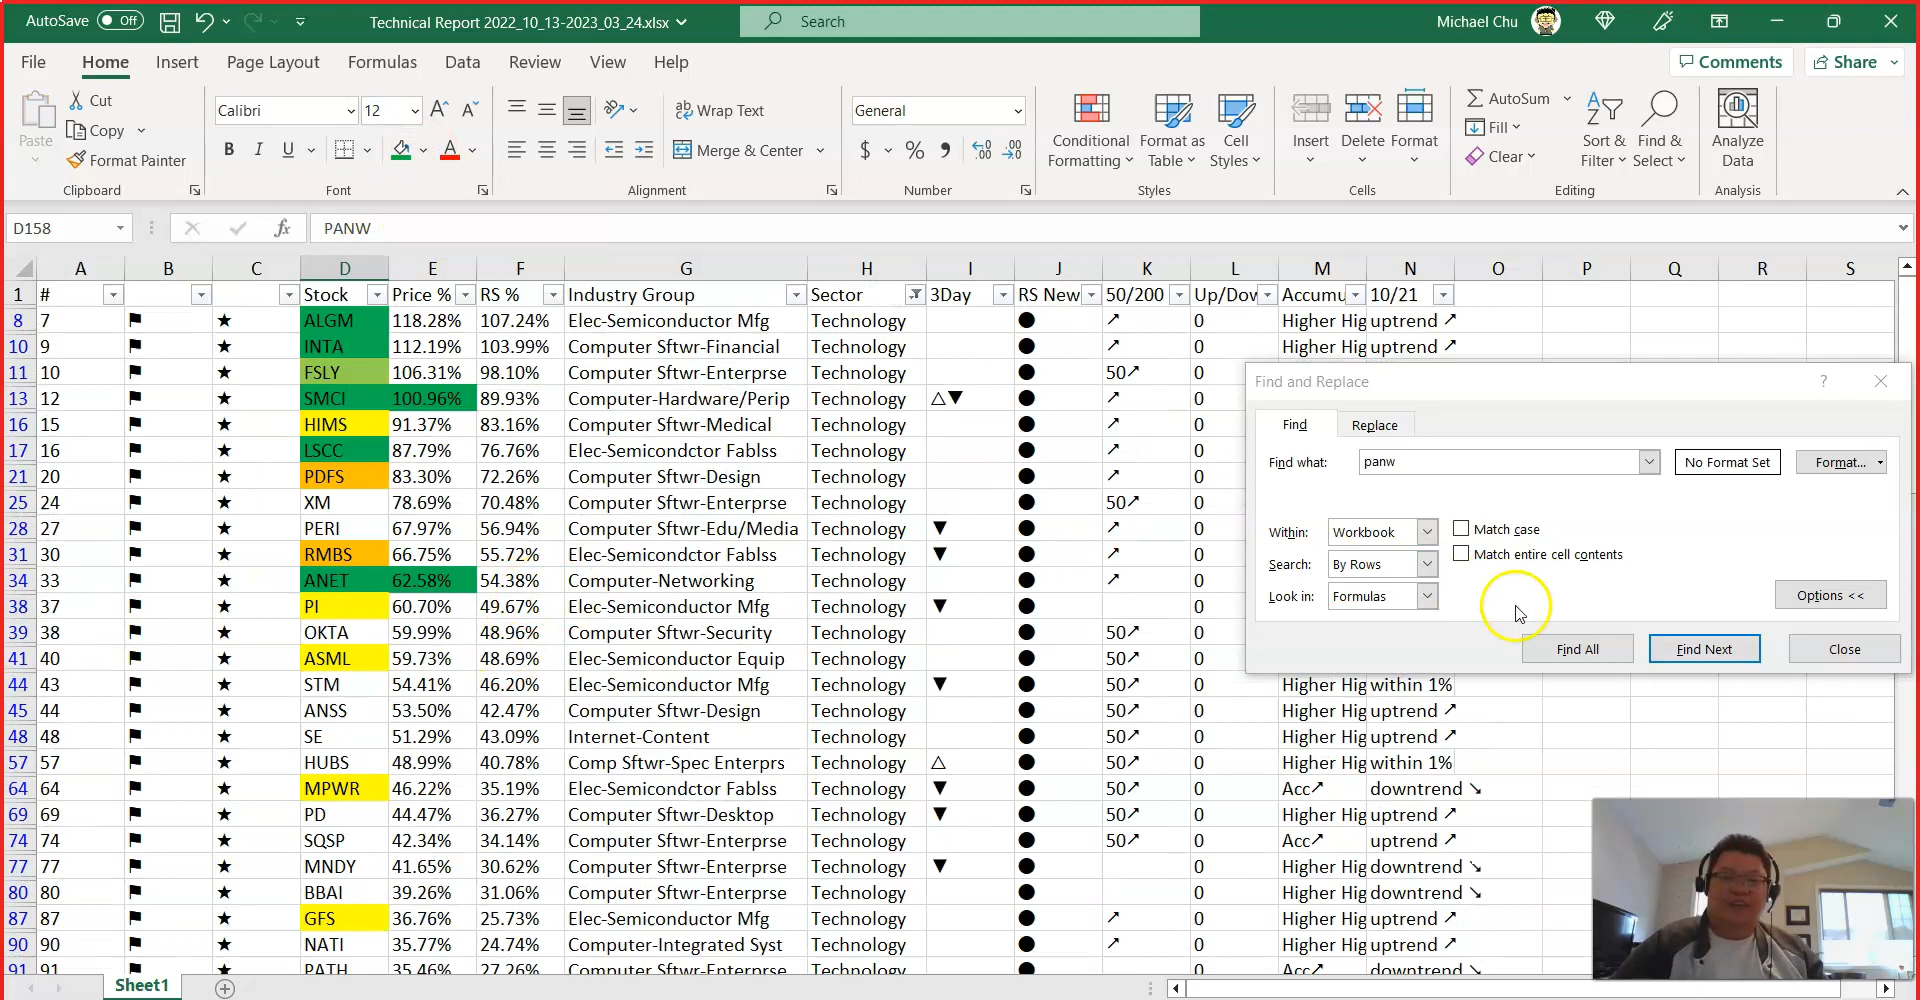 AutoSave Off Technical Report 2022_10_13-2023_03_24.xlsx Search Michael Chu
File Home Insert Page Layout Formulas Data Review View Help Comments Share
Paste Cut Copy Format Painter Clipboard
Calibri 12 B I U A Font
Wrap Text Merge & Center Alignment
General $ % Number
Conditional Formatting Format as Table Cell Styles Styles
Insert Delete Format Cells
AutoSum Fill Clear Sort & Filter Find & Select Editing
Analyze Data Analysis
D158 fx PANW
A B C D E F G H I J K L M N O P Q R S
1 # Stock Price % RS % Industry Group Sector 3Day RS New 50/200 Up/Dow Accumu 10/21
8 7 ⚑ ★ ALGM 118.28% 107.24% Elec-Semiconductor Mfg Technology ● ↗ 0 Higher Hig uptrend ↗
10 9 ⚑ ★ INTA 112.19% 103.99% Computer Sftwr-Financial Technology ● ↗ 0 Higher Hig uptrend ↗
11 10 ⚑ ★ FSLY 106.31% 98.10% Computer Sftwr-Enterprse Technology ● 50↗ 0
13 12 ⚑ ★ SMCI 100.96% 89.93% Computer-Hardware/Perip Technology △▼ ● ↗ 0
16 15 ⚑ ★ HIMS 91.37% 83.16% Computer Sftwr-Medical Technology ● ↗ 0
17 16 ⚑ ★ LSCC 87.79% 76.76% Elec-Semicondctor Fablss Technology ● ↗ 0
21 20 ⚑ ★ PDFS 83.30% 72.26% Computer Sftwr-Design Technology ● ↗ 0
25 24 ⚑ ★ XM 78.69% 70.48% Computer Sftwr-Enterprse Technology ● 50↗ 0
28 27 ⚑ ★ PERI 67.97% 56.94% Computer Sftwr-Edu/Media Technology ▼ ● ↗ 0
31 30 ⚑ ★ RMBS 66.75% 55.72% Elec-Semicondctor Fablss Technology ▼ ● ↗ 0
34 33 ⚑ ★ ANET 62.58% 54.38% Computer-Networking Technology ● ↗ 0
38 37 ⚑ ★ PI 60.70% 49.67% Elec-Semiconductor Mfg Technology ▼ ● ↗ 0
39 38 ⚑ ★ OKTA 59.99% 48.96% Computer Sftwr-Security Technology ● 50↗ 0
41 40 ⚑ ★ ASML 59.73% 48.69% Elec-Semiconductor Equip Technology ● 50↗ 0
44 43 ⚑ ★ STM 54.41% 46.20% Elec-Semiconductor Mfg Technology ▼ ● 50↗ 0 Higher Hig within 1%
45 44 ⚑ ★ ANSS 53.50% 42.47% Computer Sftwr-Design Technology ● 50↗ 0 Higher Hig uptrend ↗
48 48 ⚑ ★ SE 51.29% 43.09% Internet-Content Technology ● 50↗ 0 Higher Hig uptrend ↗
57 57 ⚑ ★ HUBS 48.99% 40.78% Comp Sftwr-Spec Enterprs Technology △ ● 50↗ 0 Higher Hig within 1%
64 64 ⚑ ★ MPWR 46.22% 35.19% Elec-Semicondctor Fablss Technology ▼ ● 50↗ 0 Acc↗ downtrend ↘
69 69 ⚑ ★ PD 44.47% 36.27% Computer Sftwr-Desktop Technology ▼ ● 50↗ 0 Higher Hig uptrend ↗
74 74 ⚑ ★ SQSP 42.34% 34.14% Computer Sftwr-Enterprse Technology ● 50↗ 0 Acc↗ uptrend ↗
77 77 ⚑ ★ MNDY 41.65% 30.62% Computer Sftwr-Enterprse Technology ▼ ● 0 Higher Hig downtrend ↘
80 80 ⚑ ★ BBAI 39.26% 31.06% Computer Sftwr-Enterprse Technology ● 0 Higher Hig downtrend ↘
87 87 ⚑ ★ GFS 36.76% 25.73% Elec-Semiconductor Mfg Technology ● ↗ 0 Higher Hig uptrend ↗
90 90 ⚑ ★ NATI 35.77% 24.74% Computer-Integrated Syst Technology ● ↗ 0 Higher Hig uptrend ↗
91 91 ⚑ ★ PATH 35.46% 27.26% Computer Sftwr-Enterprse Technology ● 0 Acc↗ downtrend ↘
Find and Replace ?
Find Replace
Find what: panw No Format Set Format...
Within: Workbook Match case
Search: By Rows Match entire cell contents
Look in: Formulas Options <<
Find All Find Next Close
Sheet1